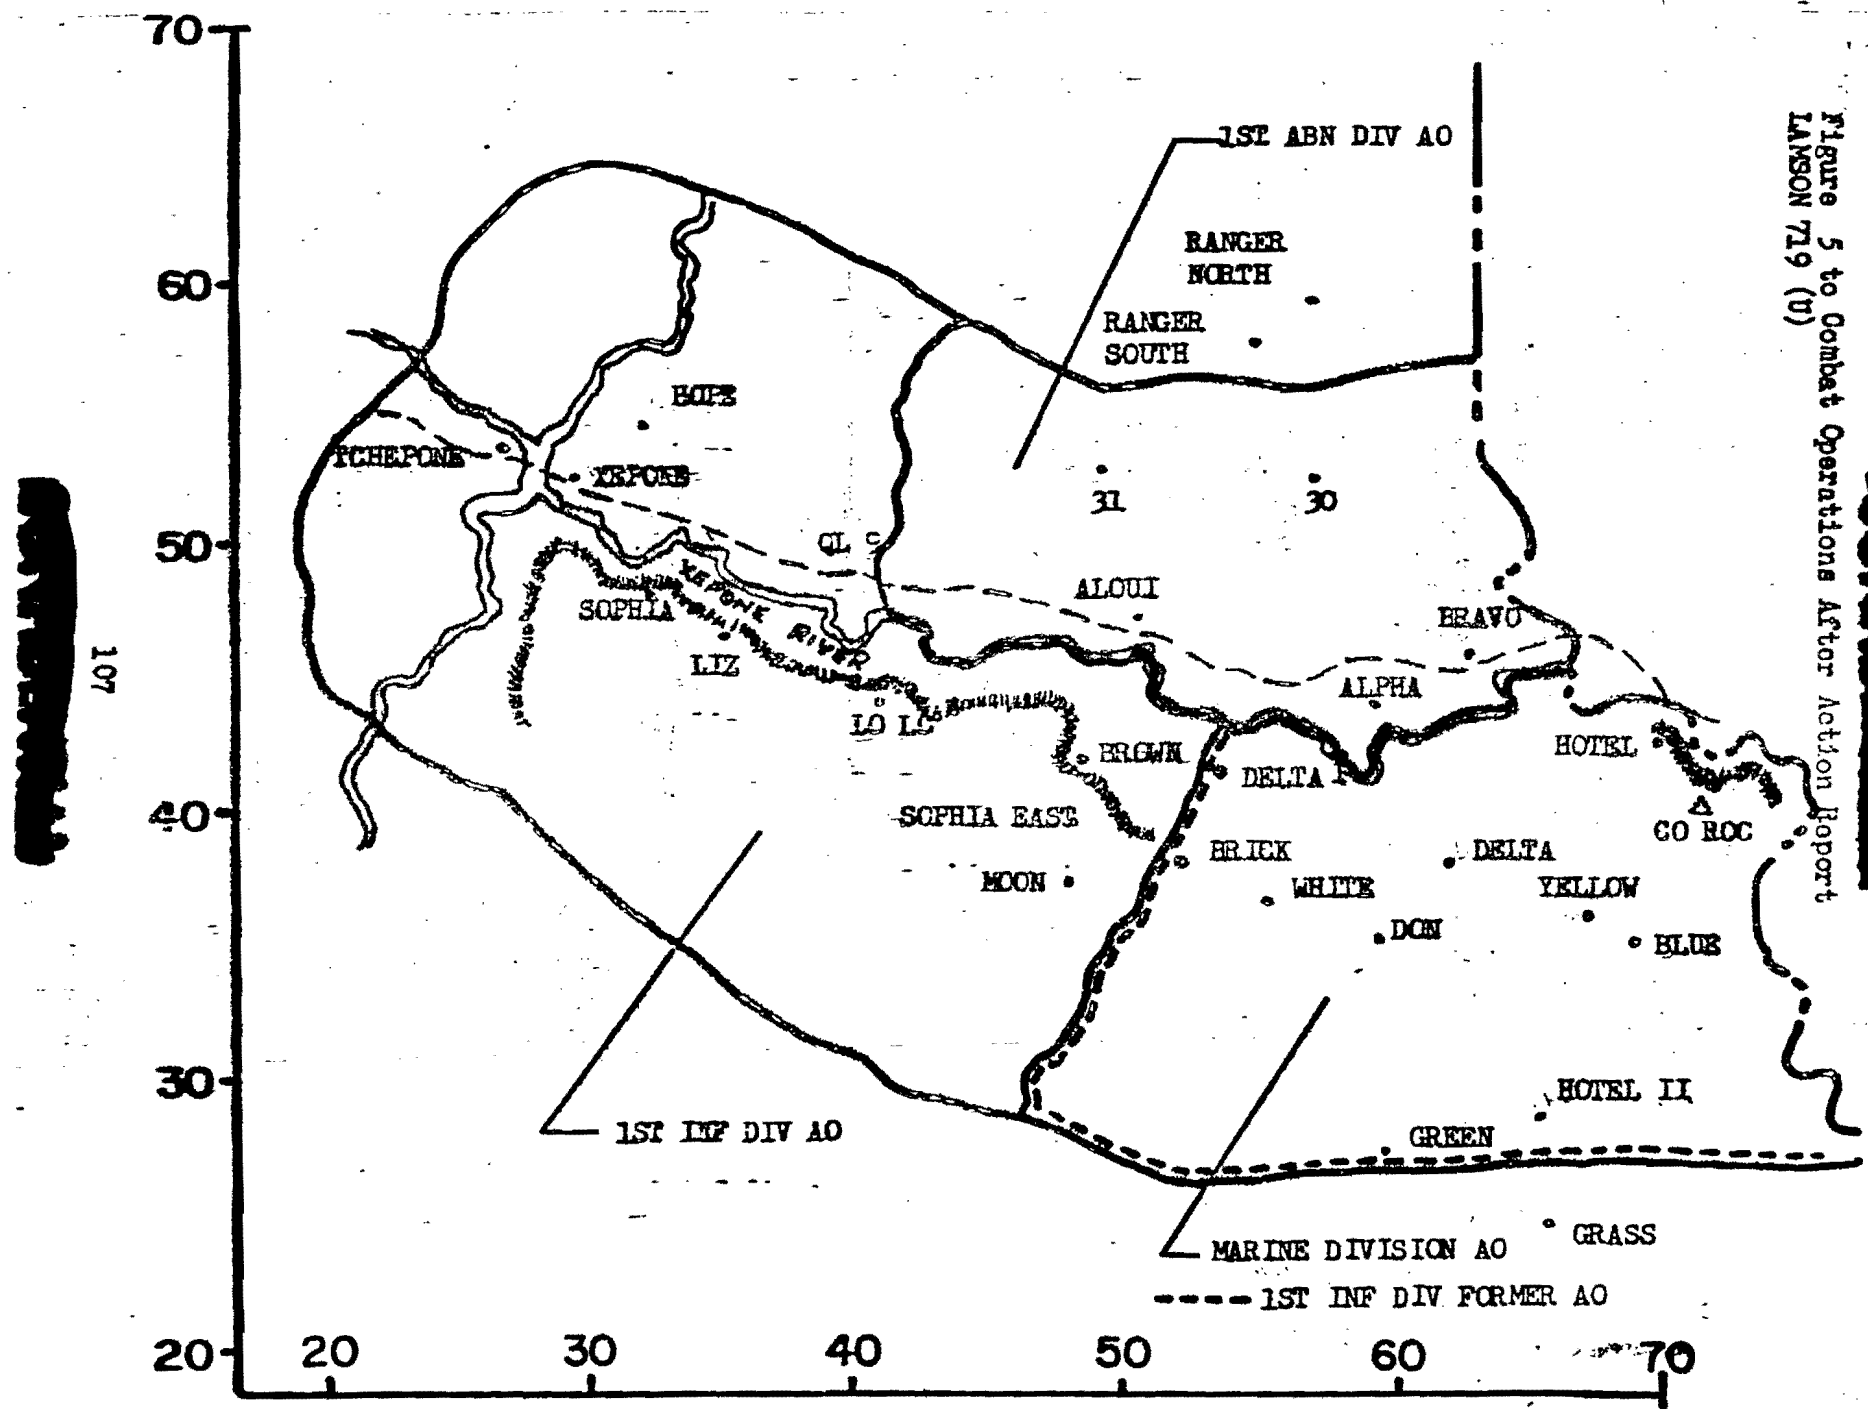 70
1ST ABN DIV AO
RANGER
NORTH
60
RANGER
SOUTH
HOPE
TCHEPONE
XEPONE
31
30
50
ALOUI
SOPHIA
XEPONE RIVER
BRAVO
LIZ
ALPHA
LO LO
BROWN
HOTEL
DELTA I
40
SOPHIA EAST
CO ROC
BRICK
DELTA
MOON
WHITE
YELLOW
DON
BLUE
30
HOTEL II
1ST INF DIV AO
GREEN
GRASS
MARINE DIVISION AO
1ST INF DIV FORMER AO
20
20
30
40
50
60
70
Figure 5 to Combat Operations After Action Report
LAMSON 719 (U)
107